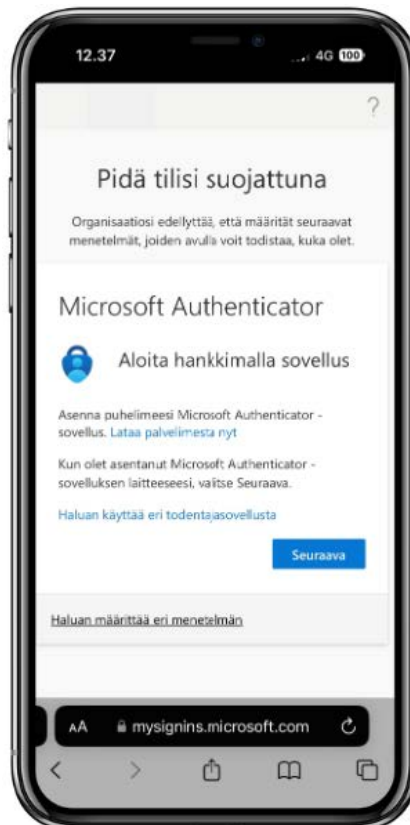 12.37
4G 100
?
Pidä tilisi suojattuna
Organisaatiosi edellyttää, että määrität seuraavat
menetelmät, joiden avulla voit todistaa, kuka olet.
Microsoft Authenticator
Aloita hankkimalla sovellus
Asenna puhelimeesi Microsoft Authenticator -
sovellus. Lataa palvelimesta nyt
Kun olet asentanut Microsoft Authenticator -
sovelluksen laitteeseesi, valitse Seuraava.
Haluan käyttää eri todentajasovellusta
Seuraava
Haluan määrittää eri menetelmän
AA mysignins.microsoft.com